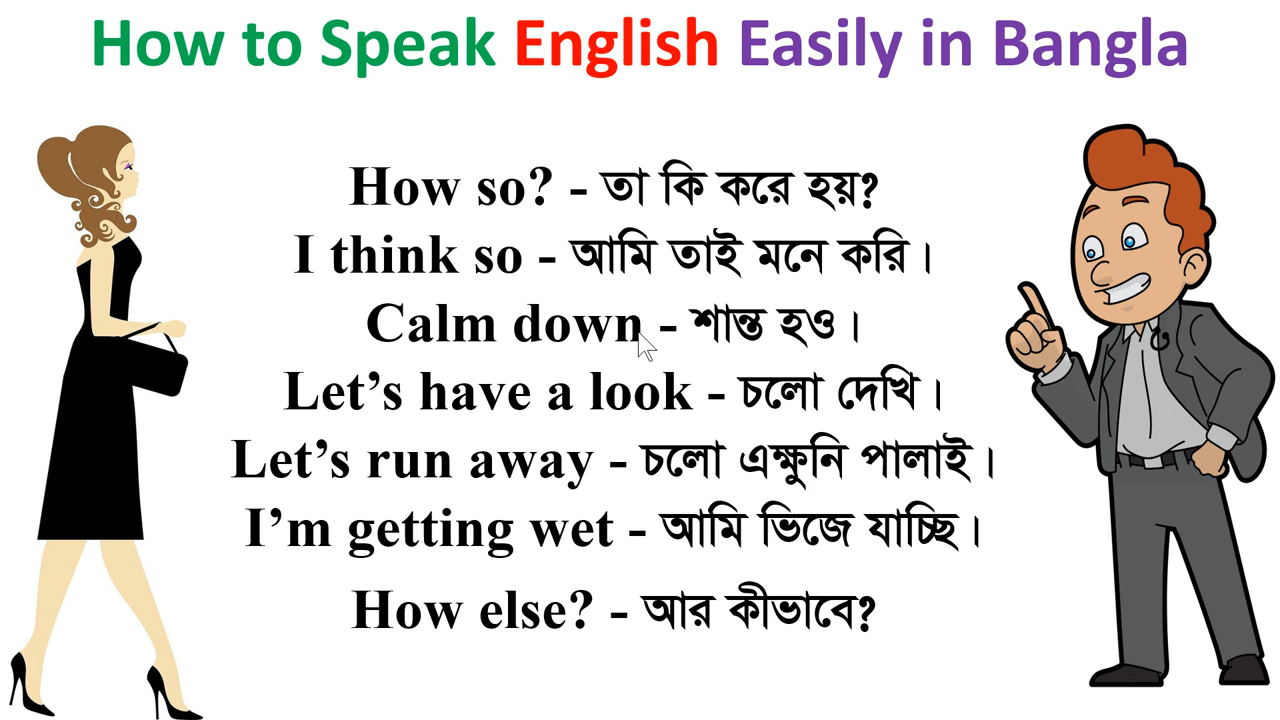 How to Speak English Easily in Bangla
How so? - তা কি করে হয়?
I think so - আমি তাই মনে করি।
Calm down - শান্ত হও।
Let’s have a look - চলো দেখি।
Let’s run away - চলো এক্ষুনি পালাই।
I’m getting wet - আমি ভিজে যাচ্ছি।
How else? - আর কীভাবে?